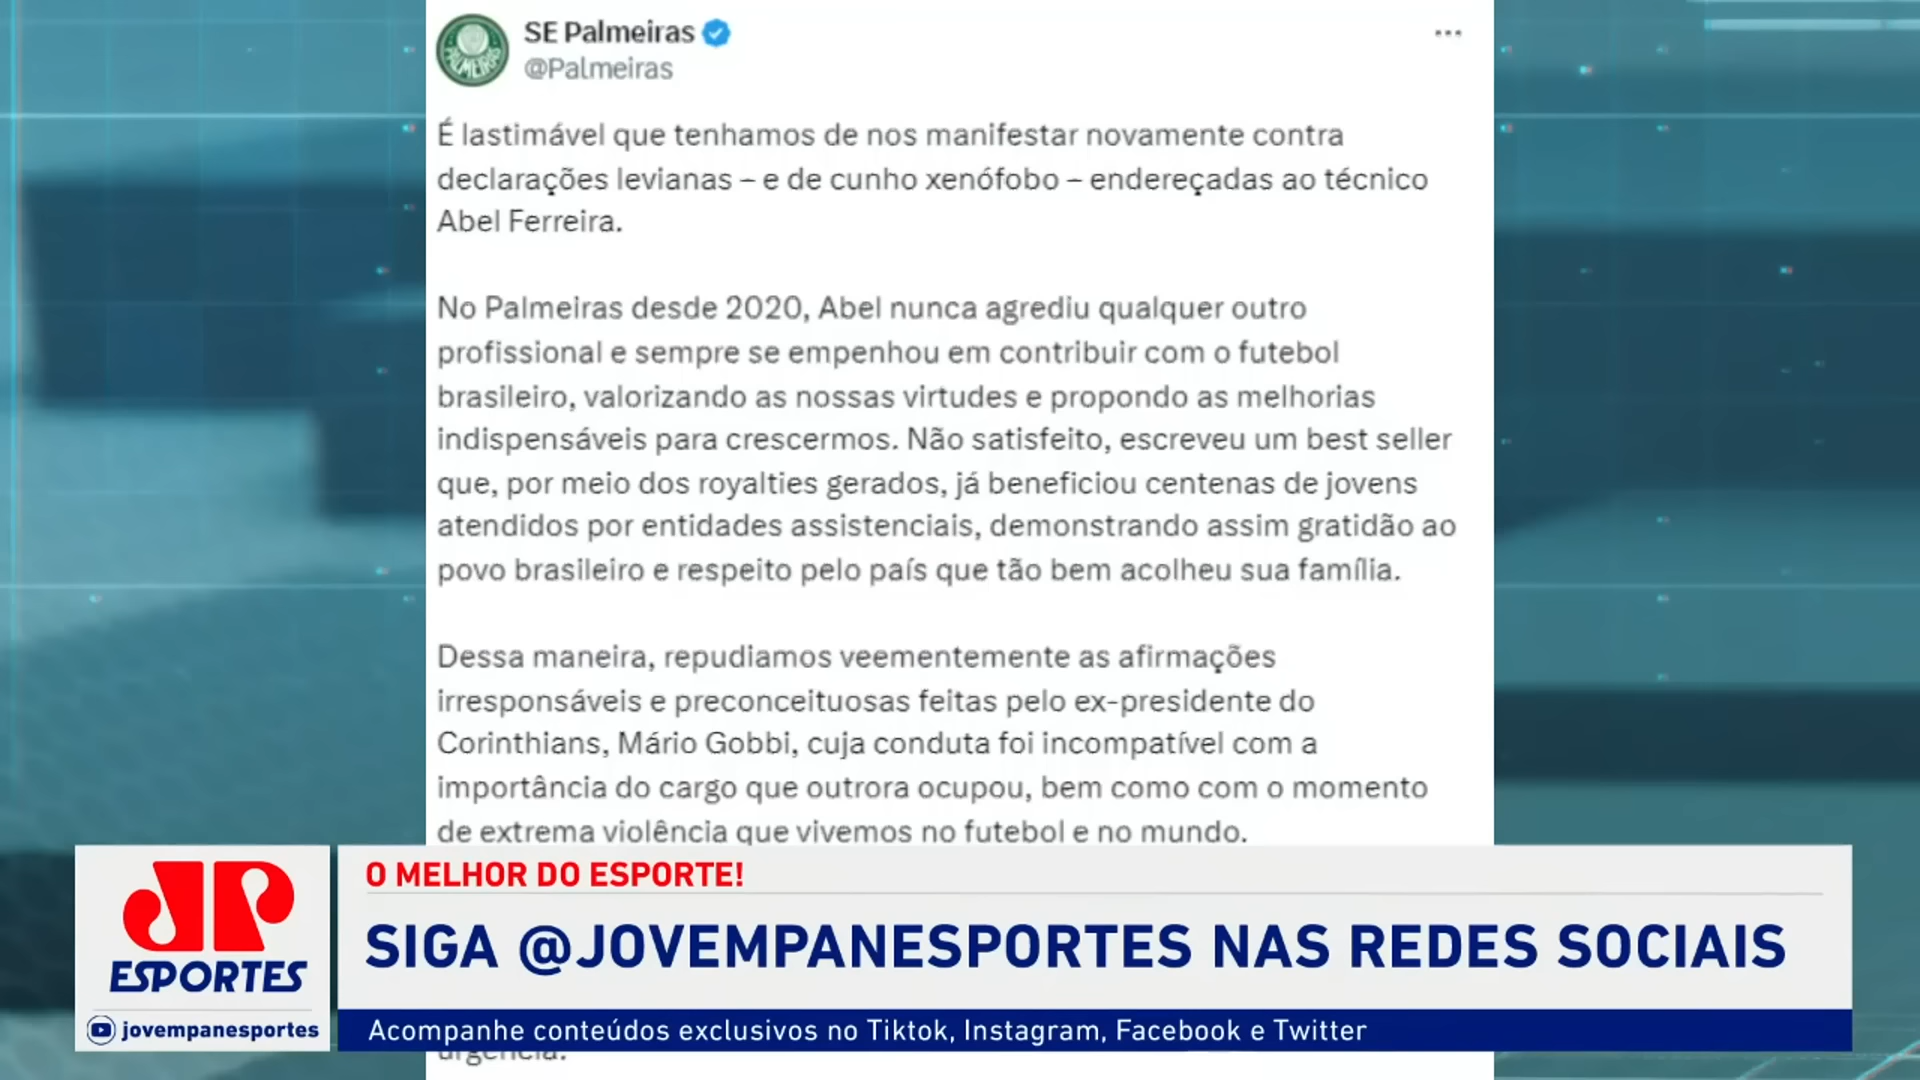 SE Palmeiras
@Palmeiras
É lastimável que tenhamos de nos manifestar novamente contra
declarações levianas – e de cunho xenófobo – endereçadas ao técnico
Abel Ferreira.
No Palmeiras desde 2020, Abel nunca agrediu qualquer outro
profissional e sempre se empenhou em contribuir com o futebol
brasileiro, valorizando as nossas virtudes e propondo as melhorias
indispensáveis para crescermos. Não satisfeito, escreveu um best seller
que, por meio dos royalties gerados, já beneficiou centenas de jovens
atendidos por entidades assistenciais, demonstrando assim gratidão ao
povo brasileiro e respeito pelo país que tão bem acolheu sua família.
Dessa maneira, repudiamos veementemente as afirmações
irresponsáveis e preconceituosas feitas pelo ex-presidente do
Corinthians, Mário Gobbi, cuja conduta foi incompatível com a
importância do cargo que outrora ocupou, bem como com o momento
de extrema violência que vivemos no futebol e no mundo.
urgência.
JP
ESPORTES
jovempanesportes
O MELHOR DO ESPORTE!
SIGA @JOVEMPANESPORTES NAS REDES SOCIAIS
Acompanhe conteúdos exclusivos no Tiktok, Instagram, Facebook e Twitter